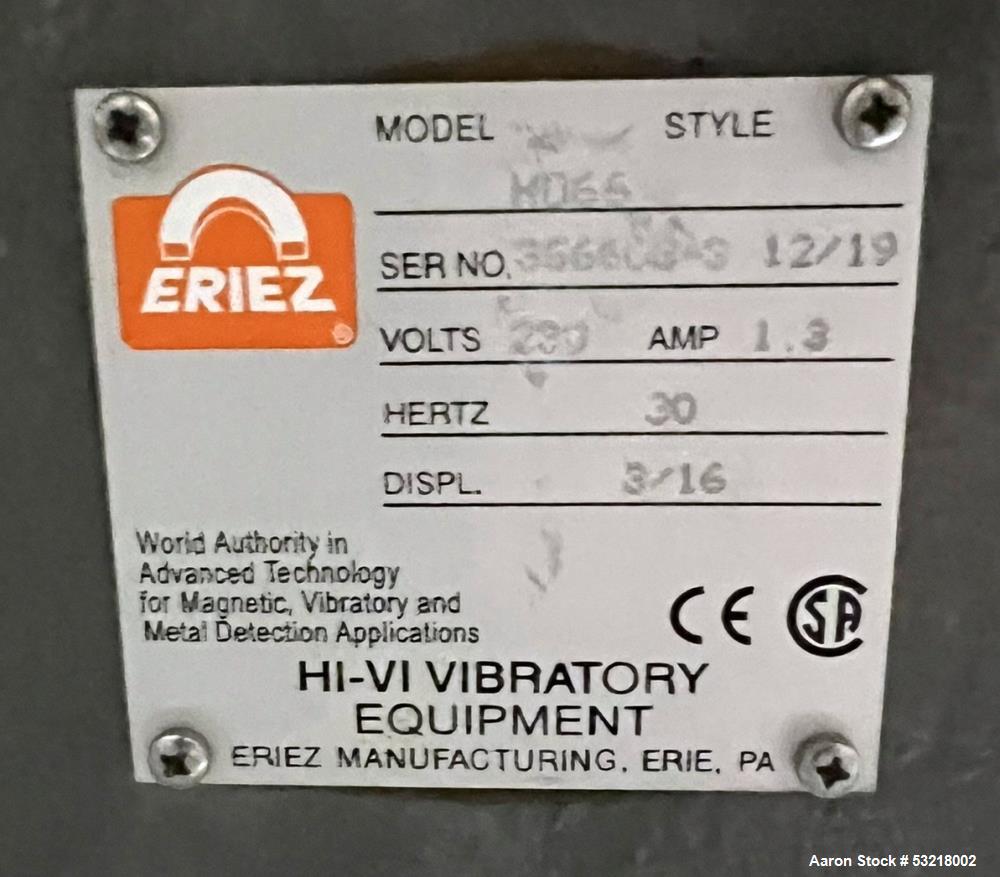 MODEL STYLE
ERIEZ
SER NO. 12/19
VOLTS 230 AMP 1.3
HERTZ 30
DISPL. 3/16
World Authority in
Advanced Technology
for Magnetic, Vibratory and
Metal Detection Applications
CE SA
HI-VI VIBRATORY
EQUIPMENT
ERIEZ MANUFACTURING, ERIE, PA
Aaron Stock # 53218002